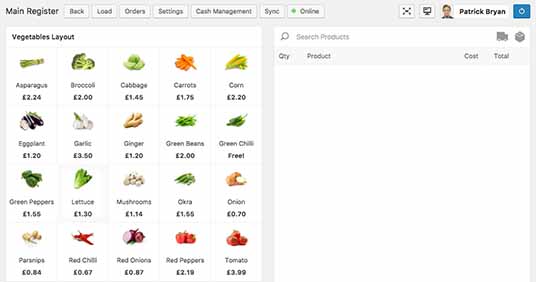 Main Register Back Load Orders Settings Cash Management Sync Online Patrick Bryan
Vegetables Layout
Search Products
Qty Product Cost Total
Asparagus Broccoli Cabbage Carrots Corn
£2.24 £2.00 £1.45 £1.75 £2.20
Eggplant Garlic Ginger Green Beans Green Chilli
£1.20 £3.50 £1.20 £2.00 Free!
Green Peppers Lettuce Mushrooms Okra Onion
£1.55 £1.30 £1.14 £1.55 £0.70
Parsnips Red Chilli Red Onions Red Peppers Tomato
£0.84 £0.67 £0.87 £2.19 £3.99